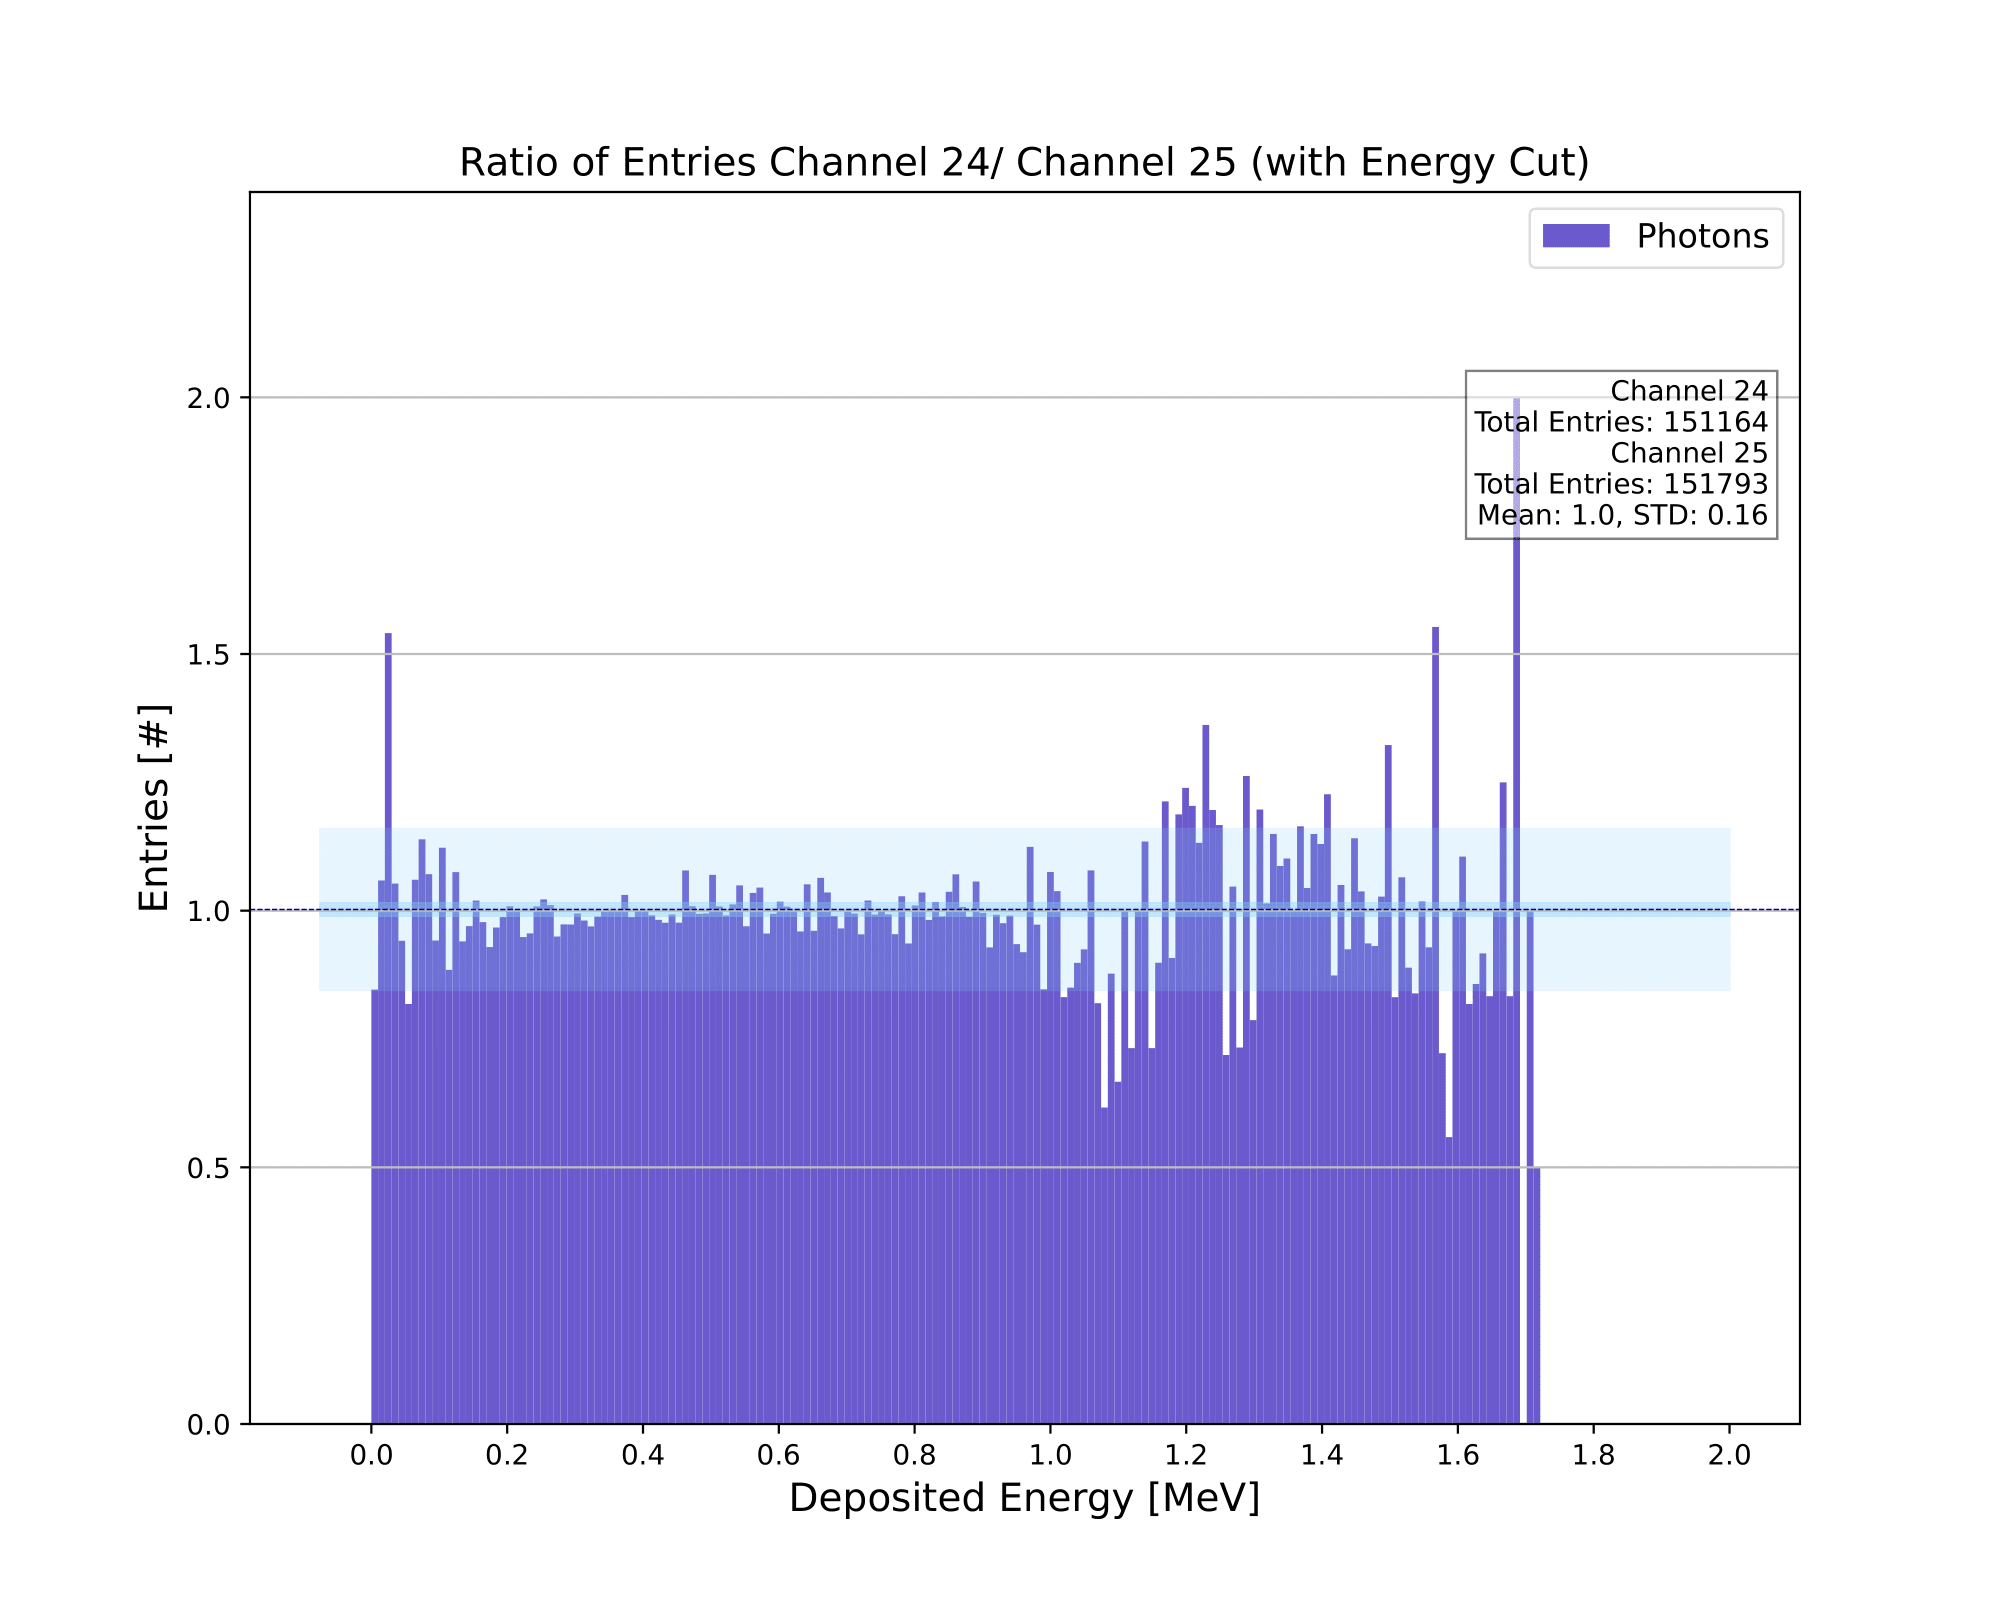 Ratio of Entries Channel 24/ Channel 25 (with Energy Cut)
Photons
Channel 24
Total Entries: 151164
Channel 25
Total Entries: 151793
Mean: 1.0, STD: 0.16
Entries [#]
2.0
1.5
1.0
0.5
0.0
0.0 0.2 0.4 0.6 0.8 1.0 1.2 1.4 1.6 1.8 2.0
Deposited Energy [MeV]